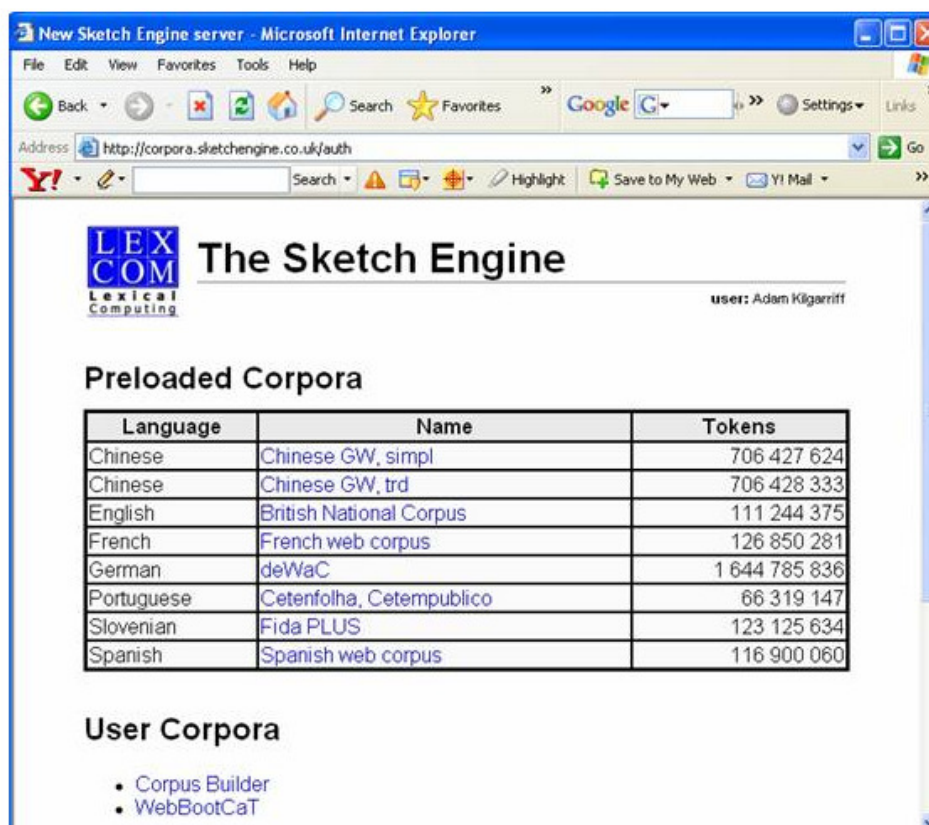 New Sketch Engine server - Microsoft Internet Explorer
File Edit View Favorites Tools Help
Back Search Favorites » Google G Settings Links »
Address http://corpora.sketchengine.co.uk/auth Go
Y! Search Highlight Save to My Web Y! Mail »
LEX
COM
Lexical
Computing
The Sketch Engine
user: Adam Kilgarriff
Preloaded Corpora
Language Name Tokens
Chinese Chinese GW, simpl 706 427 624
Chinese Chinese GW, trd 706 428 333
English British National Corpus 111 244 375
French French web corpus 126 850 281
German deWaC 1 644 785 836
Portuguese Cetenfolha, Cetempublico 66 319 147
Slovenian Fida PLUS 123 125 634
Spanish Spanish web corpus 116 900 060
User Corpora
• Corpus Builder
• WebBootCaT